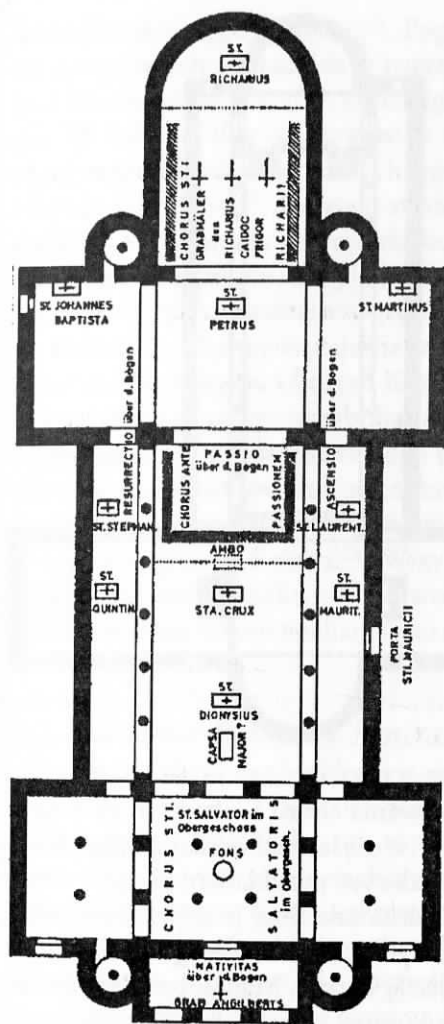 ST.
RICHARIUS
CHORUS STI.
GRABMÄLER
des
RICHARIUS
CAIDOC
FRIGOR
RICHARII
ST. JOHANNES
BAPTISTA
ST.
PETRUS
ST. MARTINUS
RESURRECTIO über d. Bogen
PASSIO
über d. Bogen
CHORUS ANTE
PASSIONEM
ASCENSIO über d. Bogen
ST. STEPHAN.
ST. LAURENT.
AMBO
ST.
QUINTIN.
STA. CRUX
ST.
MAURIT.
PORTA
STI. MAURICII
ST.
DIONYSIUS
CAPSA
MAJOR?
ST. SALVATOR im
Obergeschoss
CHORUS STI.
SALVATORIS
im Obergesch.
FONS
NATIVITAS
über d. Bogen
GRAB ANGILBERTS